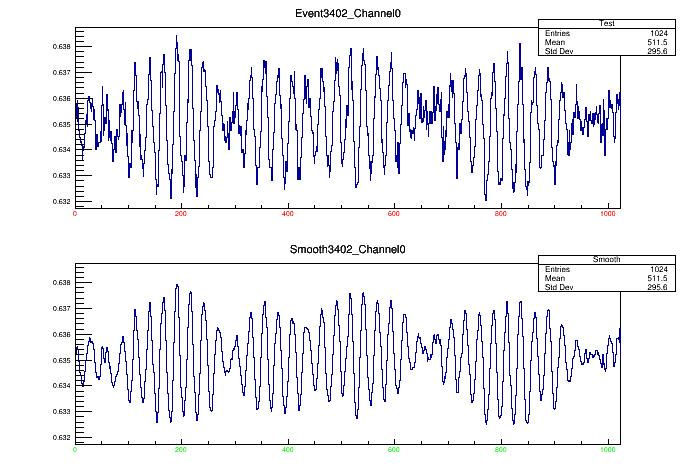 Event3402_Channel0
Test
Entries 1024
Mean 511.5
Std Dev 295.6
0.638
0.637
0.636
0.635
0.634
0.633
0.632
0 200 400 600 800 1000
Smooth3402_Channel0
Smooth
Entries 1024
Mean 511.5
Std Dev 295.6
0.638
0.637
0.636
0.635
0.634
0.633
0.632
0 200 400 600 800 1000